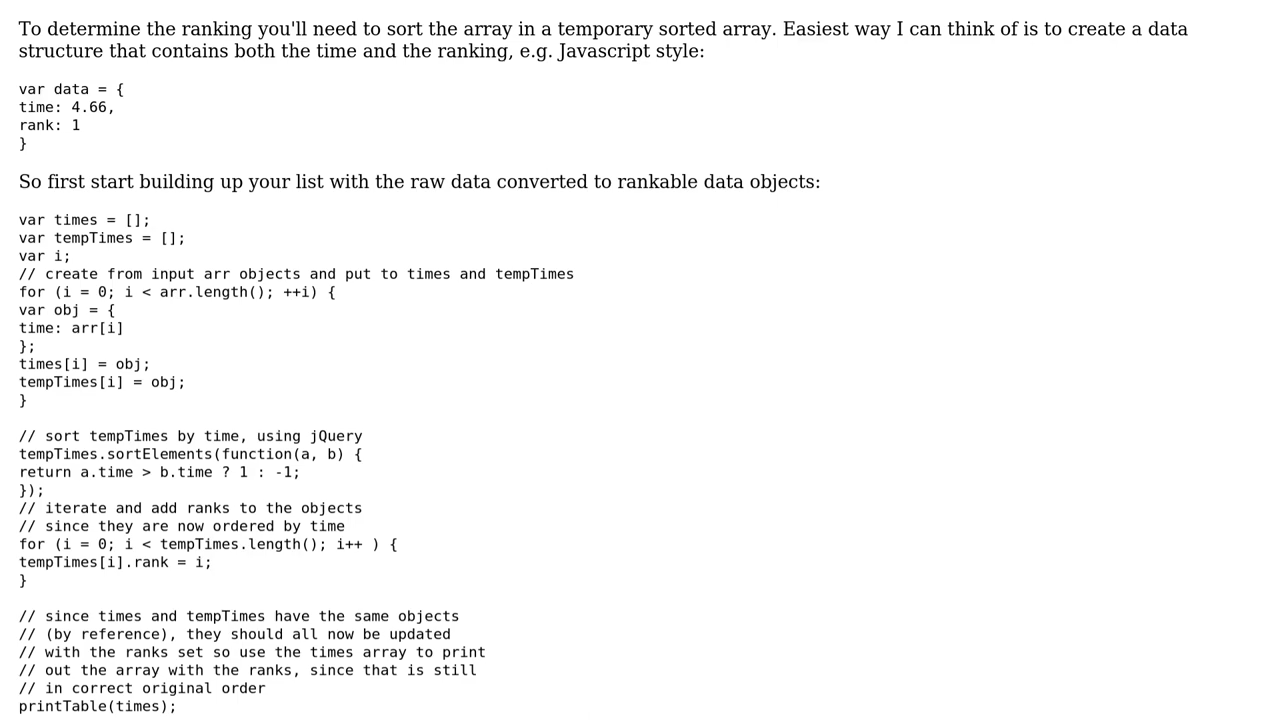 To determine the ranking you'll need to sort the array in a temporary sorted array. Easiest way I can think of is to create a data
structure that contains both the time and the ranking, e.g. Javascript style:
var data = {
time: 4.66,
rank: 1
}
So first start building up your list with the raw data converted to rankable data objects:
var times = [];
var tempTimes = [];
var i;
// create from input arr objects and put to times and tempTimes
for (i = 0; i < arr.length(); ++i) {
var obj = {
time: arr[i]
};
times[i] = obj;
tempTimes[i] = obj;
}
// sort tempTimes by time, using jQuery
tempTimes.sortElements(function(a, b) {
return a.time > b.time ? 1 : -1;
});
// iterate and add ranks to the objects
// since they are now ordered by time
for (i = 0; i < tempTimes.length(); i++ ) {
tempTimes[i].rank = i;
}
// since times and tempTimes have the same objects
// (by reference), they should all now be updated
// with the ranks set so use the times array to print
// out the array with the ranks, since that is still
// in correct original order
printTable(times);